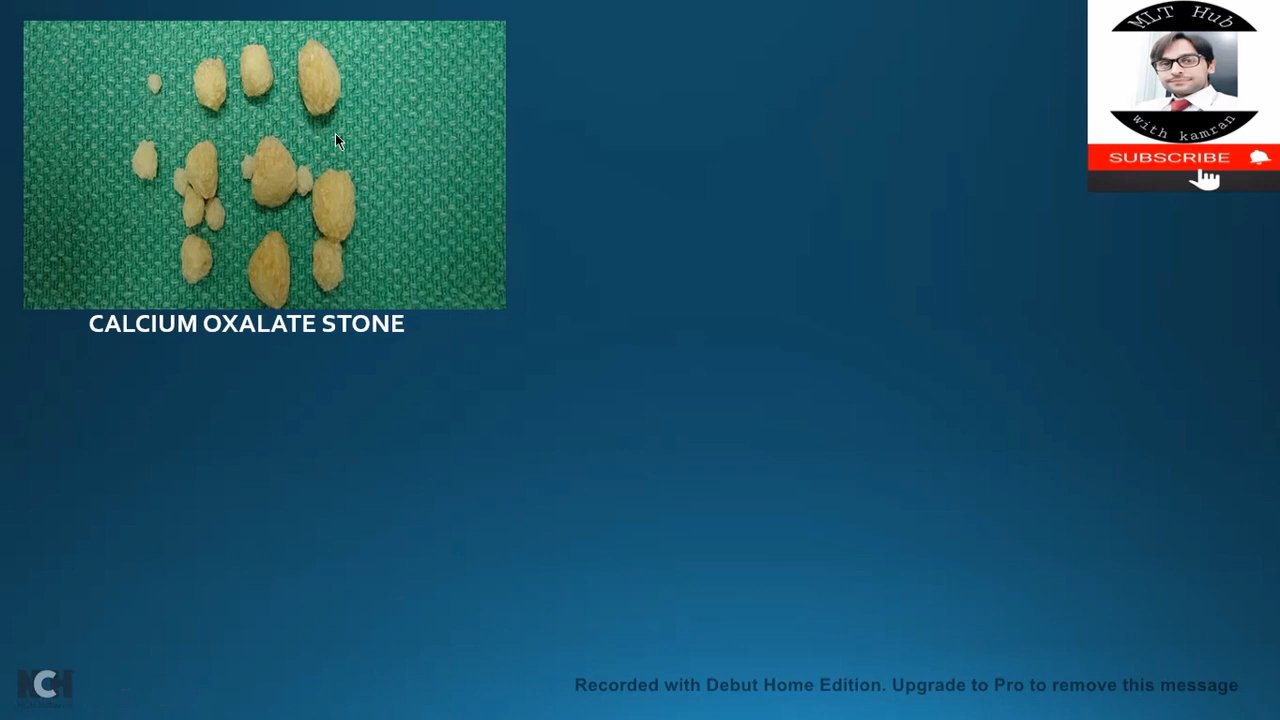 MLT Hub
with kamran
SUBSCRIBE
CALCIUM OXALATE STONE
NCH
Recorded with Debut Home Edition. Upgrade to Pro to remove this message